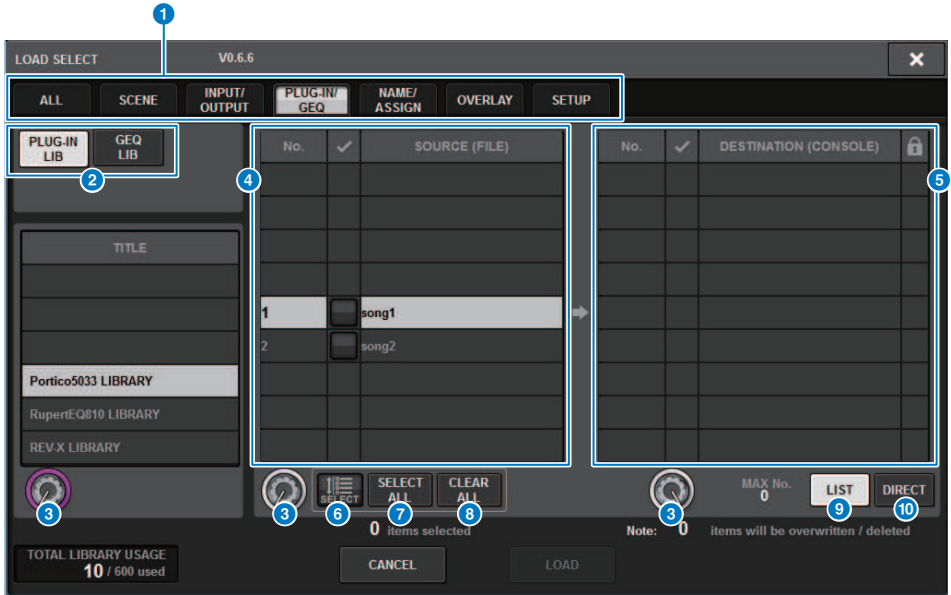 1
LOAD SELECT V0.6.6
ALL SCENE INPUT/OUTPUT PLUG-IN/GEQ NAME/ASSIGN OVERLAY SETUP
PLUG-IN LIB GEQ LIB
2
4
5
No. SOURCE (FILE)
No. DESTINATION (CONSOLE)
TITLE
1 song1
2 song2
Portico5033 LIBRARY
RupertEQ810 LIBRARY
REV-X LIBRARY
SELECT SELECT ALL CLEAR ALL
MAX No. 0
LIST DIRECT
3 3 6 7 8 3 9 10
0 items selected
Note: 0 items will be overwritten / deleted
TOTAL LIBRARY USAGE
10 / 600 used
CANCEL LOAD